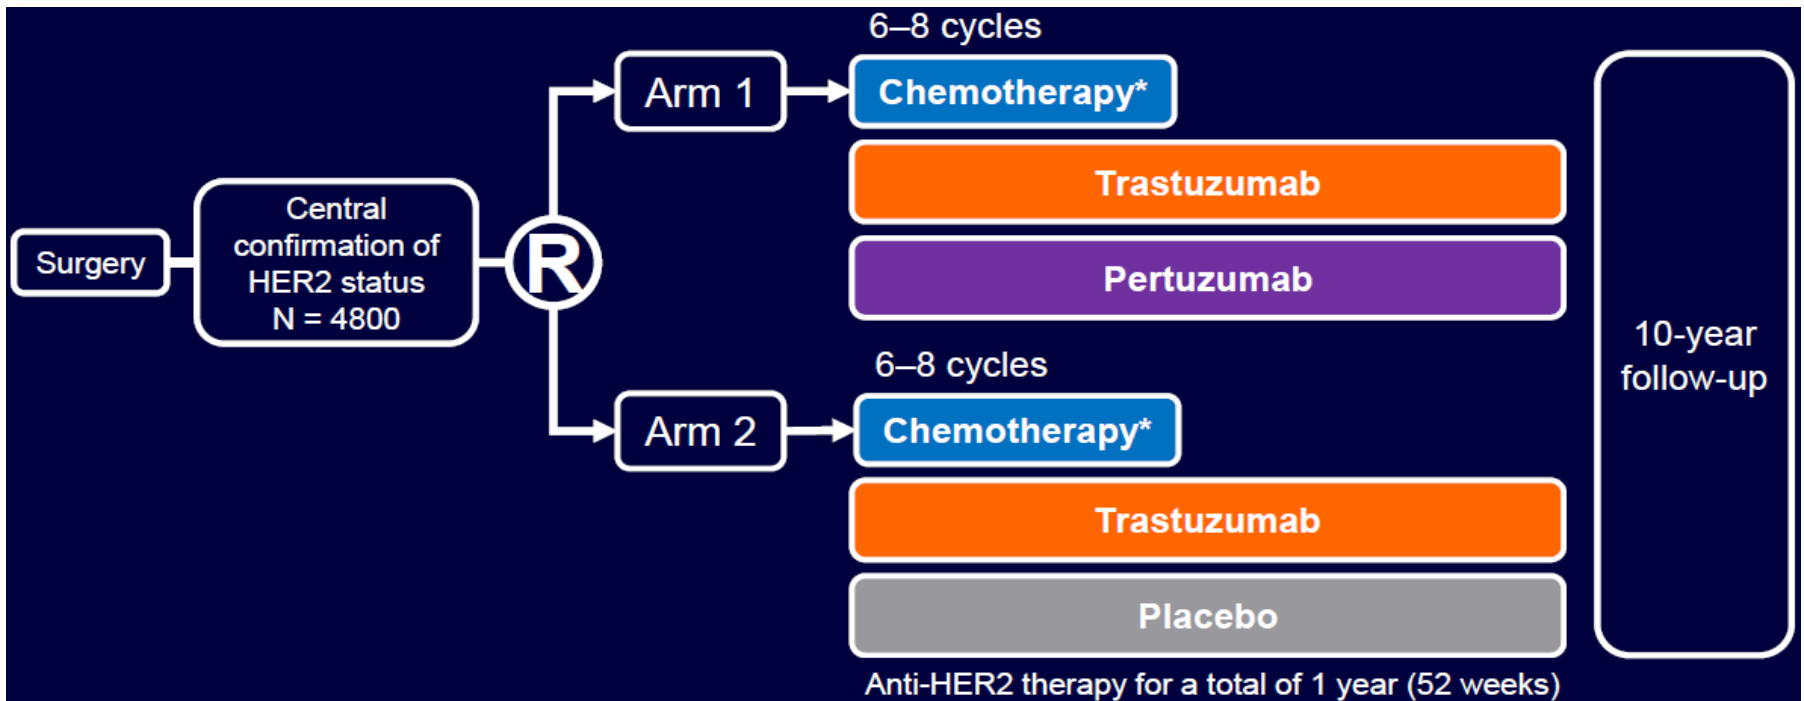 Surgery
Central
confirmation of
HER2 status
N = 4800
R
Arm 1
6–8 cycles
Chemotherapy*
Trastuzumab
Pertuzumab
Arm 2
6–8 cycles
Chemotherapy*
Trastuzumab
Placebo
Anti-HER2 therapy for a total of 1 year (52 weeks)
10-year
follow-up